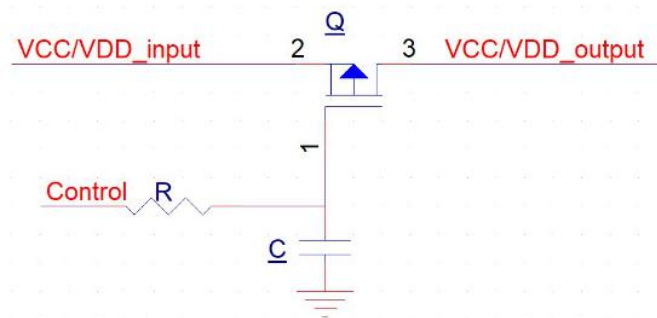 Q
VCC/VDD_input 2 3 VCC/VDD_output
1
Control R
C